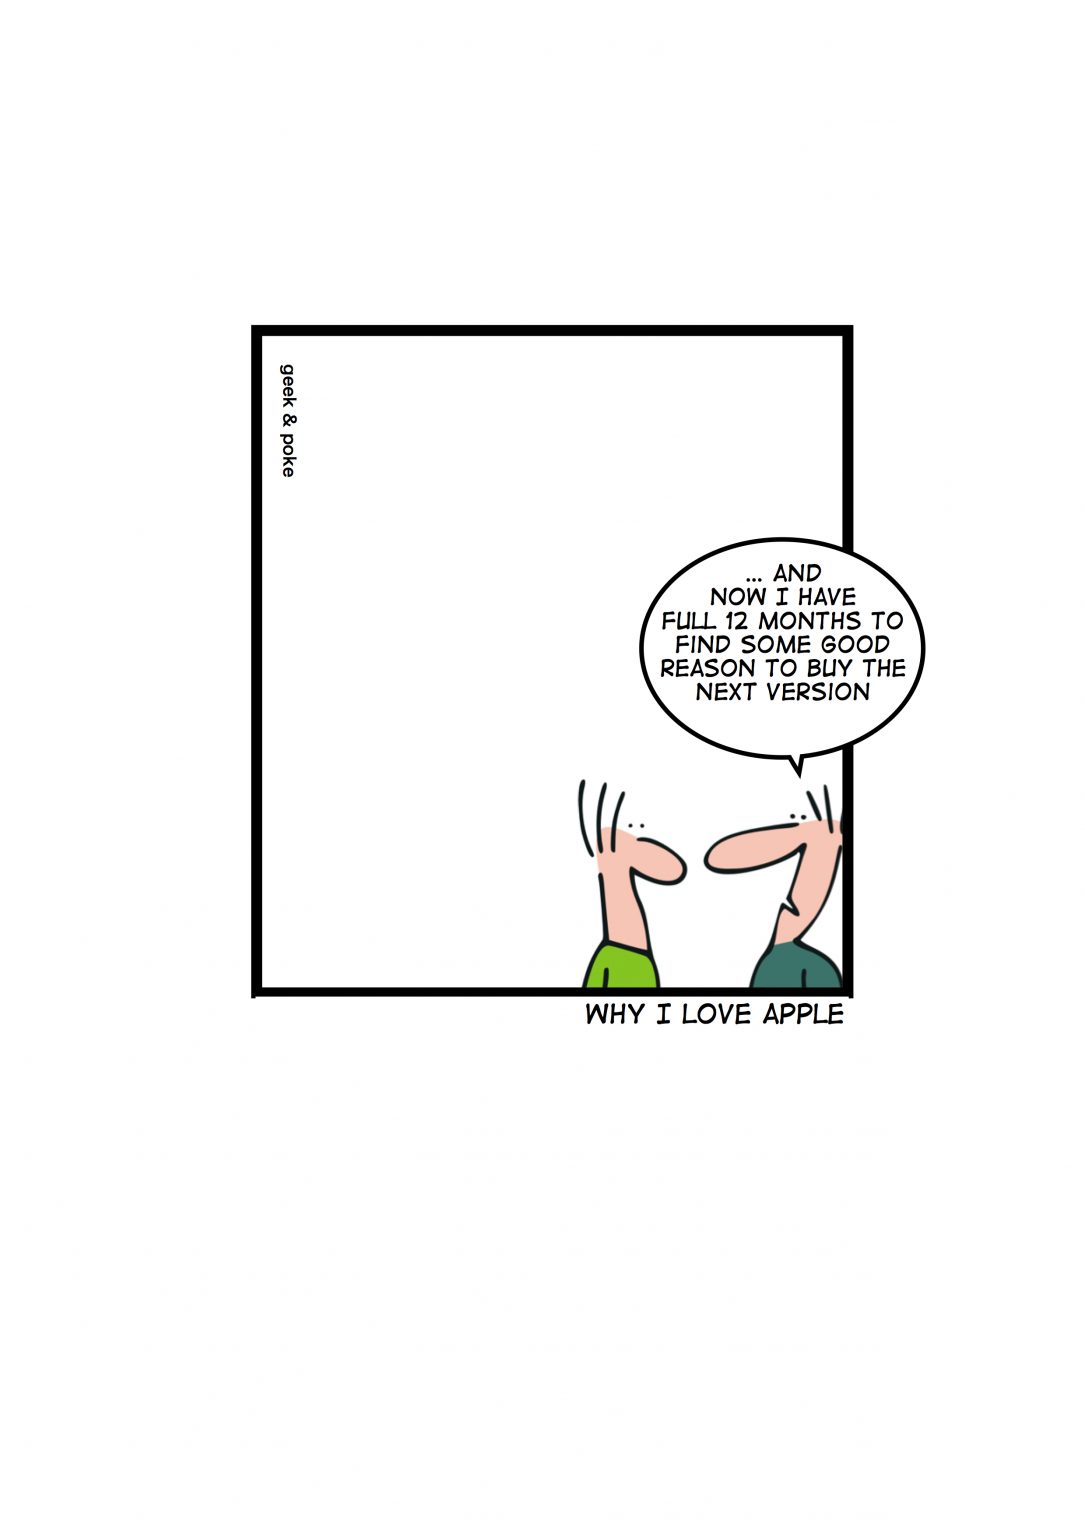 geek & poke
... AND
NOW I HAVE
FULL 12 MONTHS TO
FIND SOME GOOD
REASON TO BUY THE
NEXT VERSION
WHY I LOVE APPLE